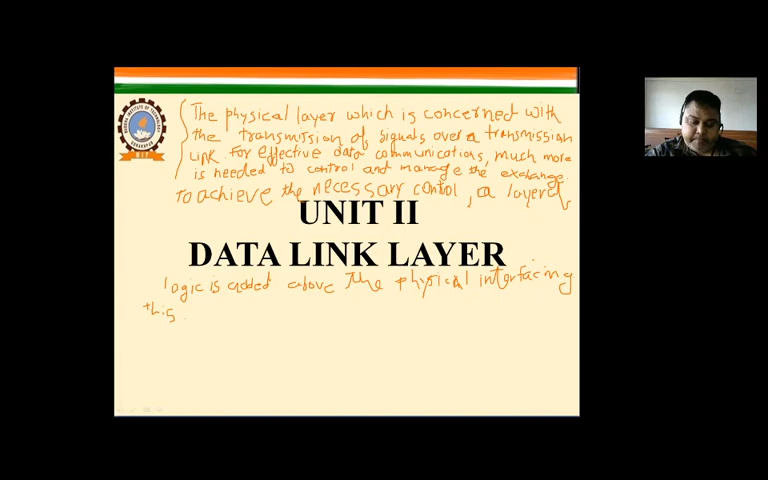 The physical layer which is concerned with
the transmission of signals over a transmission
link. For effective data communications, much more
is needed to control and manage the exchange.
To achieve the necessary control, a layer of
UNIT II
DATA LINK LAYER
logic is added above the physical interfacing
this